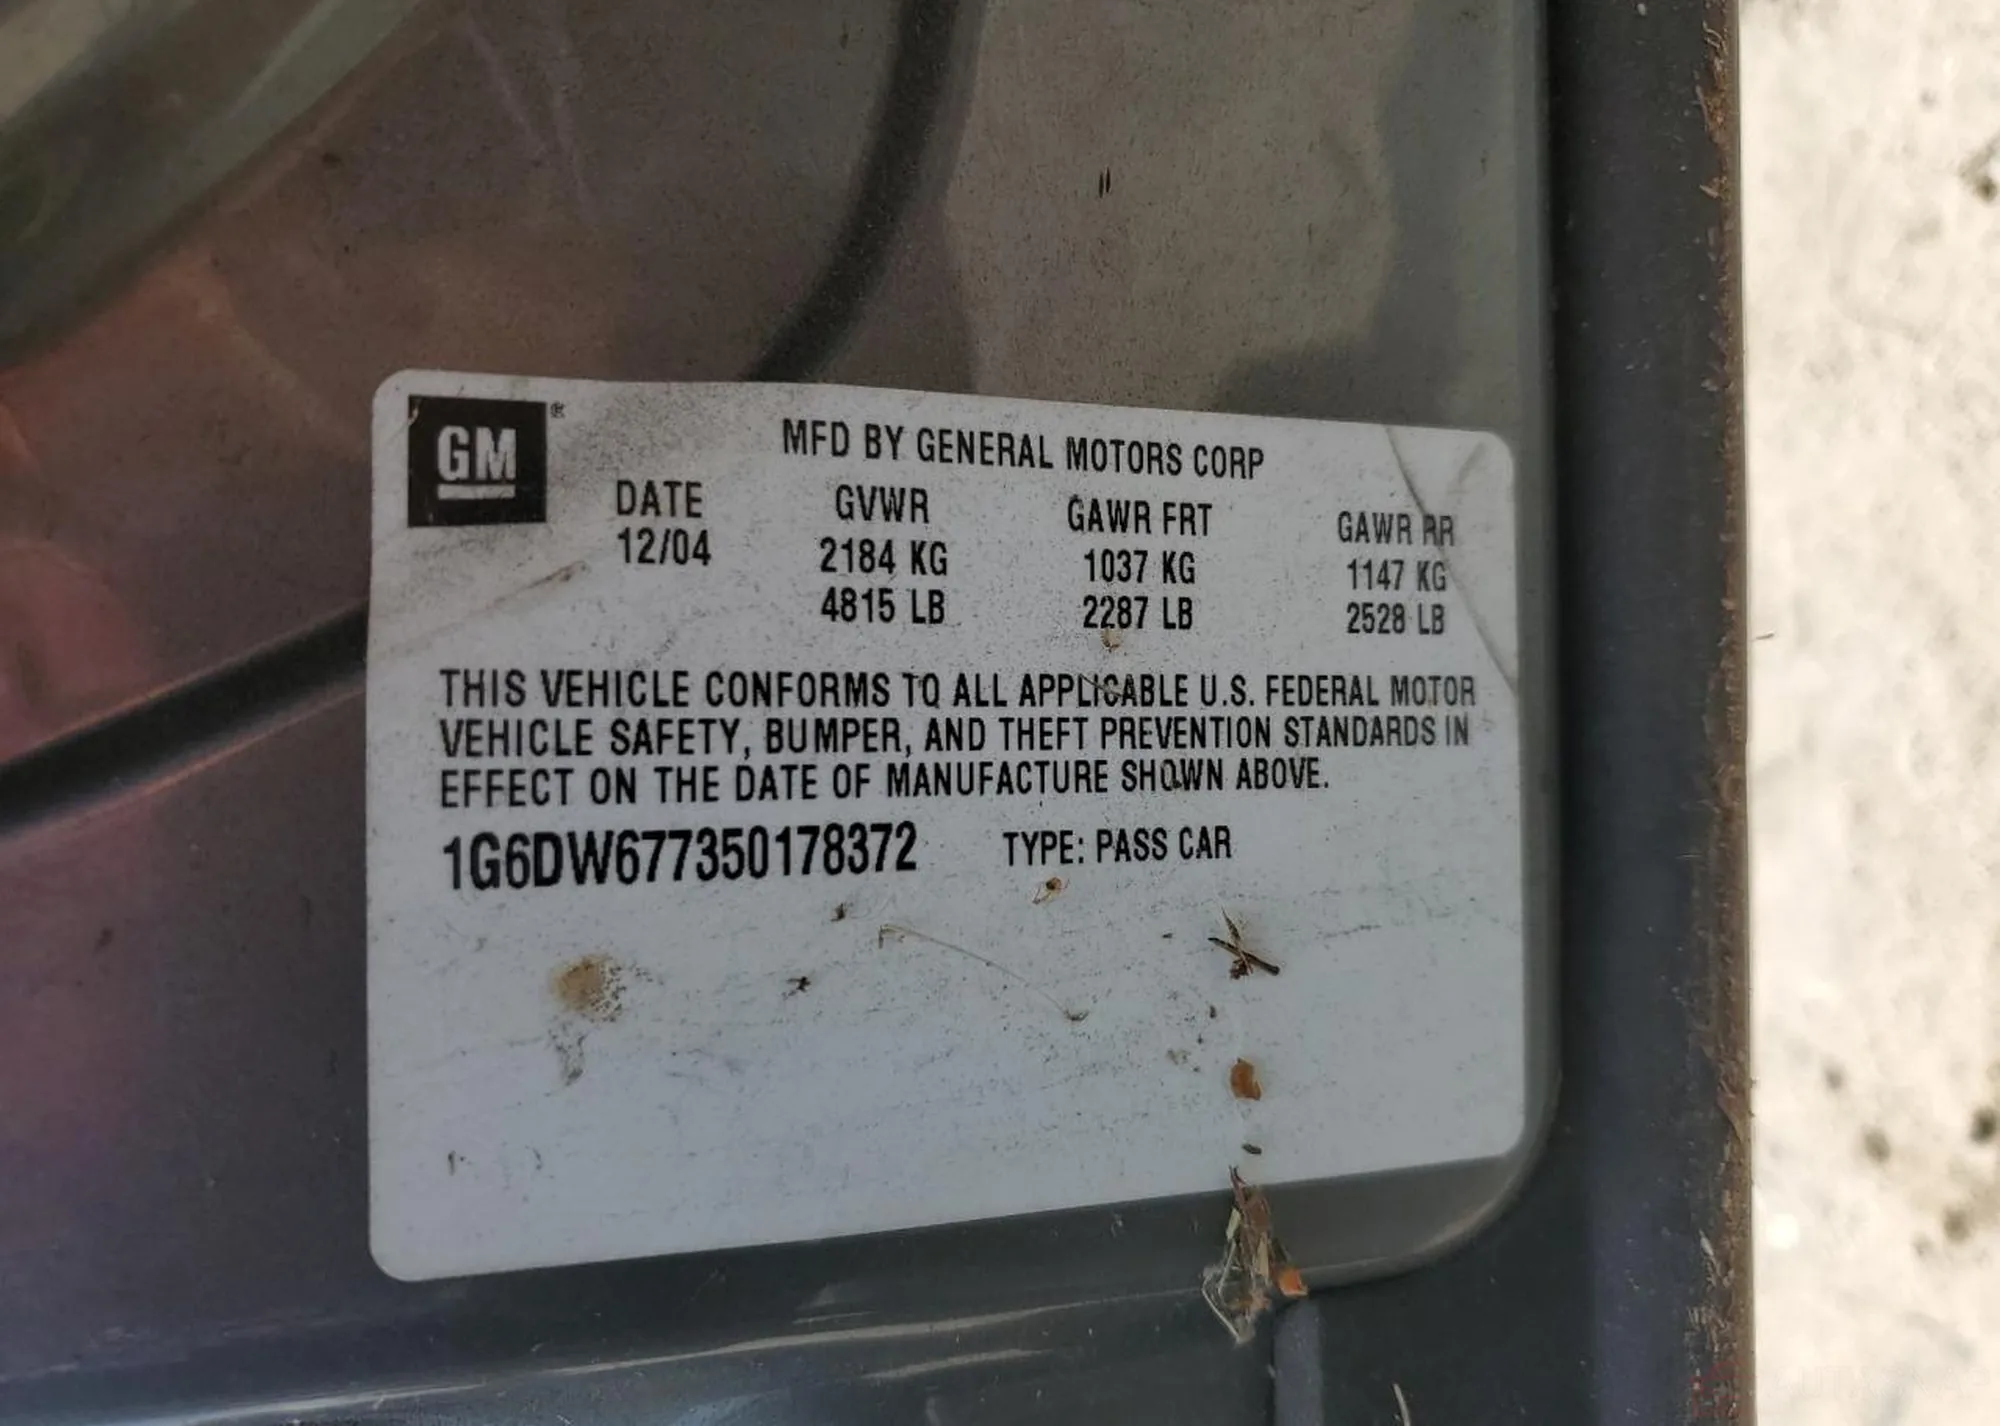 GM®
MFD BY GENERAL MOTORS CORP
DATE GVWR GAWR FRT GAWR RR
12/04 2184 KG 1037 KG 1147 KG
4815 LB 2287 LB 2528 LB
THIS VEHICLE CONFORMS TO ALL APPLICABLE U.S. FEDERAL MOTOR
VEHICLE SAFETY, BUMPER, AND THEFT PREVENTION STANDARDS IN
EFFECT ON THE DATE OF MANUFACTURE SHOWN ABOVE.
1G6DW677350178372 TYPE: PASS CAR